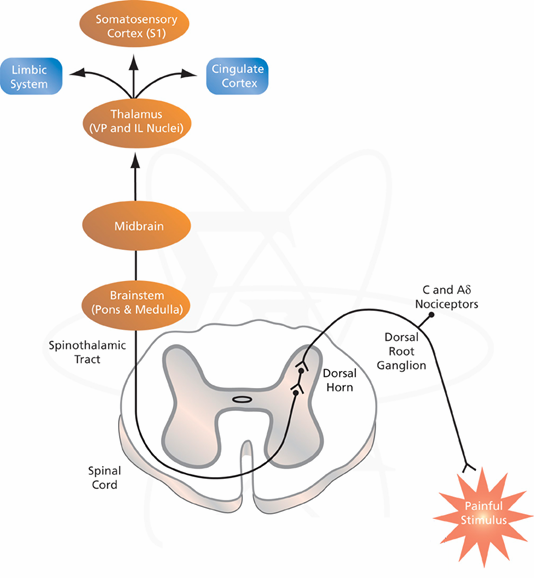 Somatosensory
Cortex (S1)
Limbic
System
Cingulate
Cortex
Thalamus
(VP and IL Nuclei)
Midbrain
Brainstem
(Pons & Medulla)
C and Aδ
Nociceptors
Spinothalamic
Tract
Dorsal
Root
Ganglion
Dorsal
Horn
Spinal
Cord
Painful
Stimulus